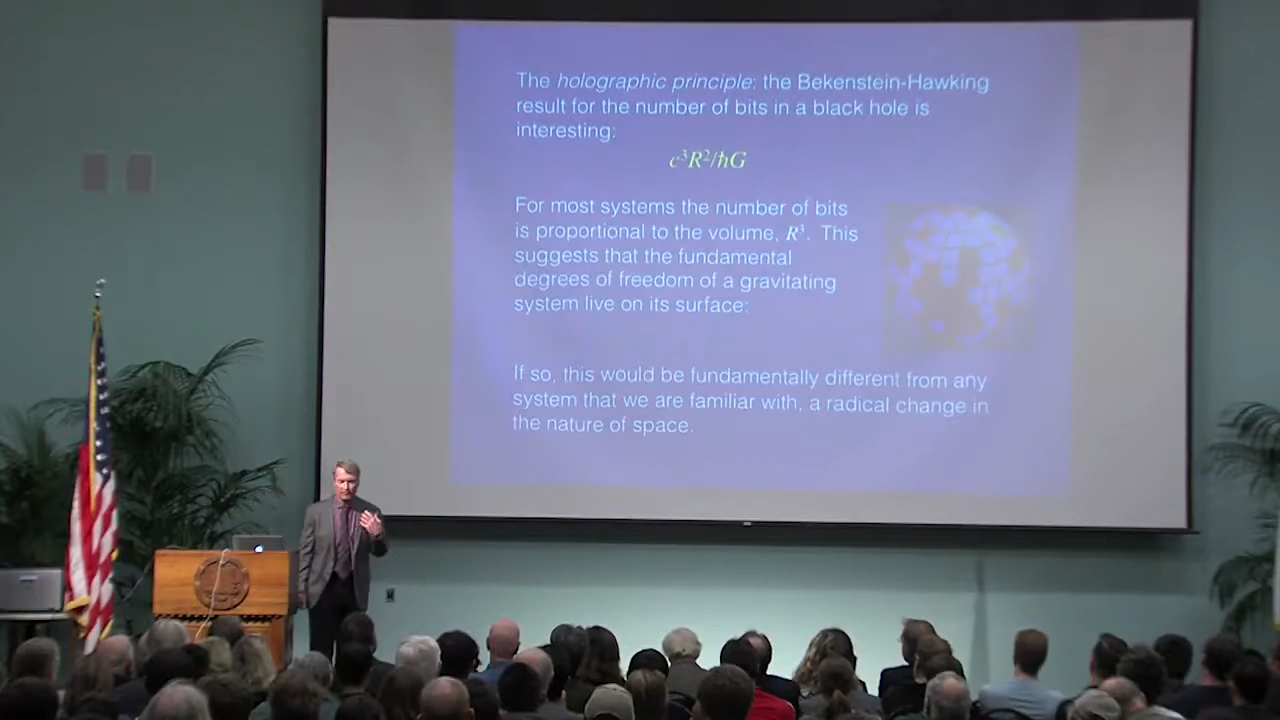 The holographic principle: the Bekenstein-Hawking
result for the number of bits in a black hole is
interesting:
c³R²/ħG
For most systems the number of bits
is proportional to the volume, R³. This
suggests that the fundamental
degrees of freedom of a gravitating
system live on its surface:
If so, this would be fundamentally different from any
system that we are familiar with, a radical change in
the nature of space.